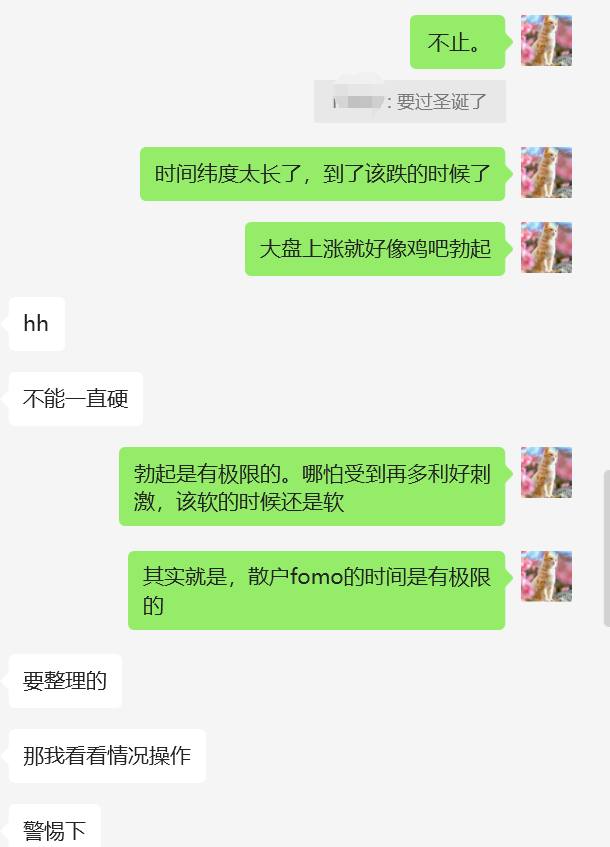 不止。
: 要过圣诞了
时间纬度太长了，到了该跌的时候了
大盘上涨就好像鸡吧勃起
hh
不能一直硬
勃起是有极限的。哪怕受到再多利好刺
激，该软的时候还是软
其实就是，散户fomo的时间是有极限
的
要整理的
那我看看情况操作
警惕下